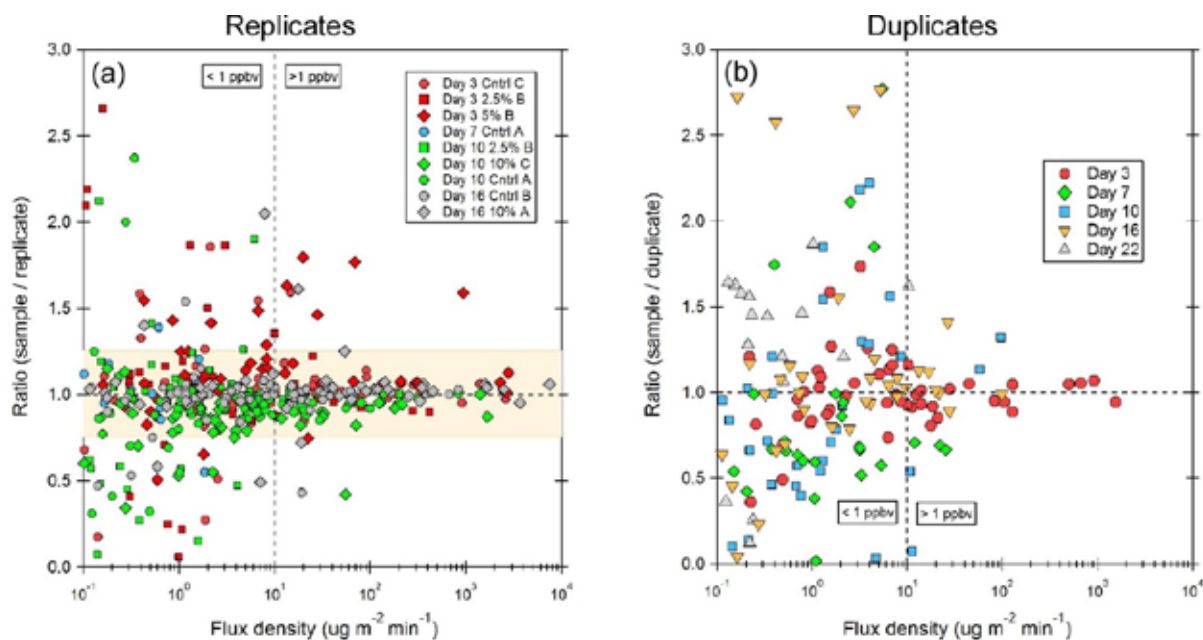 Replicates
(a)
< 1 ppbv
>1 ppbv
Day 3 Cntrl C
Day 3 2.5% B
Day 3 5% B
Day 7 Cntrl A
Day 10 2.5% B
Day 10 10% C
Day 10 Cntrl A
Day 16 Cntrl B
Day 16 10% A
Ratio (sample / replicate)
3.0
2.5
2.0
1.5
1.0
0.5
0.0
10⁻¹ 10⁰ 10¹ 10² 10³ 10⁴
Flux density (ug m⁻² min⁻¹)
Duplicates
(b)
Day 3
Day 7
Day 10
Day 16
Day 22
< 1 ppbv
> 1 ppbv
Ratio (sample / duplicate)
3.0
2.5
2.0
1.5
1.0
0.5
0.0
10⁻¹ 10⁰ 10¹ 10² 10³ 10⁴
Flux density (ug m⁻² min⁻¹)